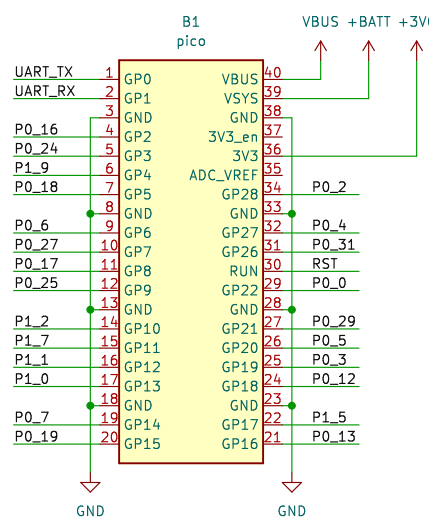 B1
pico
VBUS +BATT
UART_TX 1 GP0 VBUS 40
UART_RX 2 GP1 VSYS 39
3 GND GND 38
P0_16 4 GP2 3V3_en 37
P0_24 5 GP3 3V3 36
P1_9 6 GP4 ADC_VREF 35
P0_18 7 GP5 GP28 34 P0_2
8 GND GND 33
P0_6 9 GP6 GP27 32 P0_4
P0_27 10 GP7 GP26 31 P0_31
P0_17 11 GP8 RUN 30 RST
P0_25 12 GP9 GP22 29 P0_0
13 GND GND 28
P1_2 14 GP10 GP21 27 P0_29
P1_7 15 GP11 GP20 26 P0_5
P1_1 16 GP12 GP19 25 P0_3
P1_0 17 GP13 GP18 24 P0_12
18 GND GND 23
P0_7 19 GP14 GP17 22 P1_5
P0_19 20 GP15 GP16 21 P0_13
GND GND